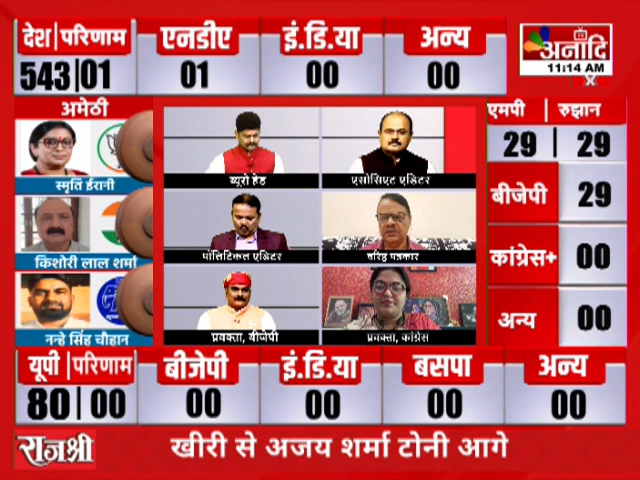 देश|परिणाम
543|01
एनडीए
01
इं.डि.या
00
अन्य
00
TV
अनादि
11:14 AM
अमेठी
स्मृति ईरानी
किशोरी लाल शर्मा
नन्हे सिंह चौहान
ब्यूरो हेड
एसोसिएट एडिटर
पॉलिटिकल एडिटर
वरिष्ठ पत्रकार
प्रवक्ता, बीजेपी
प्रवक्ता, कांग्रेस
एमपी | रुझान
29 | 29
बीजेपी 29
कांग्रेस+ 00
अन्य 00
यूपी|परिणाम
80|00
बीजेपी
00
इं.डि.या
00
बसपा
00
अन्य
00
राजश्री
खीरी से अजय शर्मा टोनी आगे